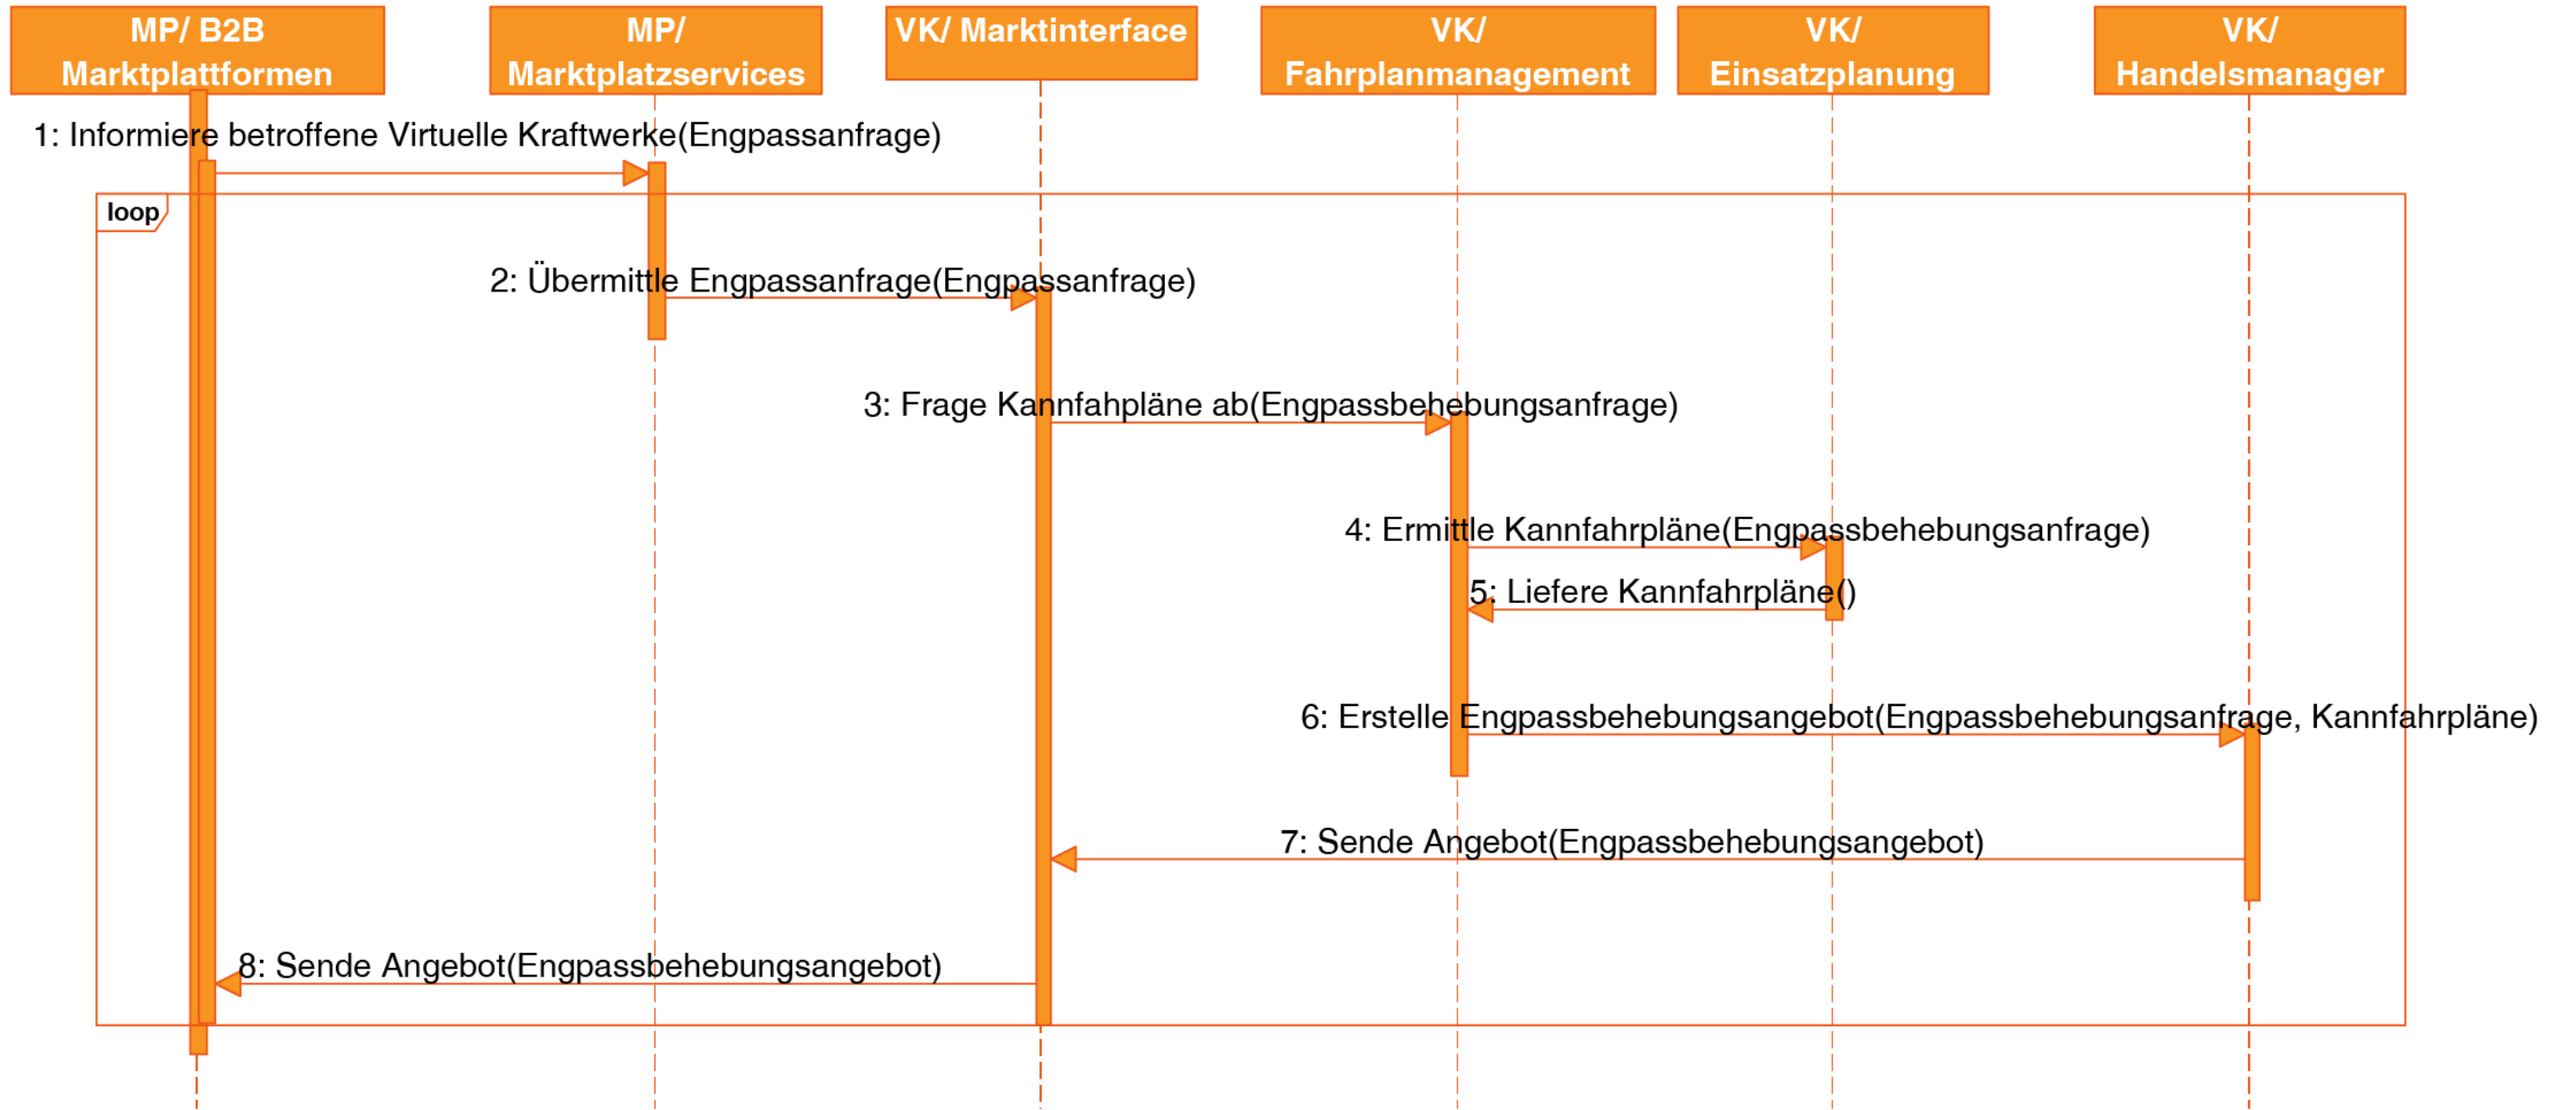 MP/ B2B
Marktplattformen
MP/
Marktplatzservices
VK/ Marktinterface
VK/
Fahrplanmanagement
VK/
Einsatzplanung
VK/
Handelsmanager
1: Informiere betroffene Virtuelle Kraftwerke(Engpassanfrage)
loop
2: Übermittle Engpassanfrage(Engpassanfrage)
3: Frage Kannfahpläne ab(Engpassbehebungsanfrage)
4: Ermittle Kannfahrpläne(Engpassbehebungsanfrage)
5: Liefere Kannfahrpläne()
6: Erstelle Engpassbehebungsangebot(Engpassbehebungsanfrage, Kannfahrpläne)
7: Sende Angebot(Engpassbehebungsangebot)
8: Sende Angebot(Engpassbehebungsangebot)